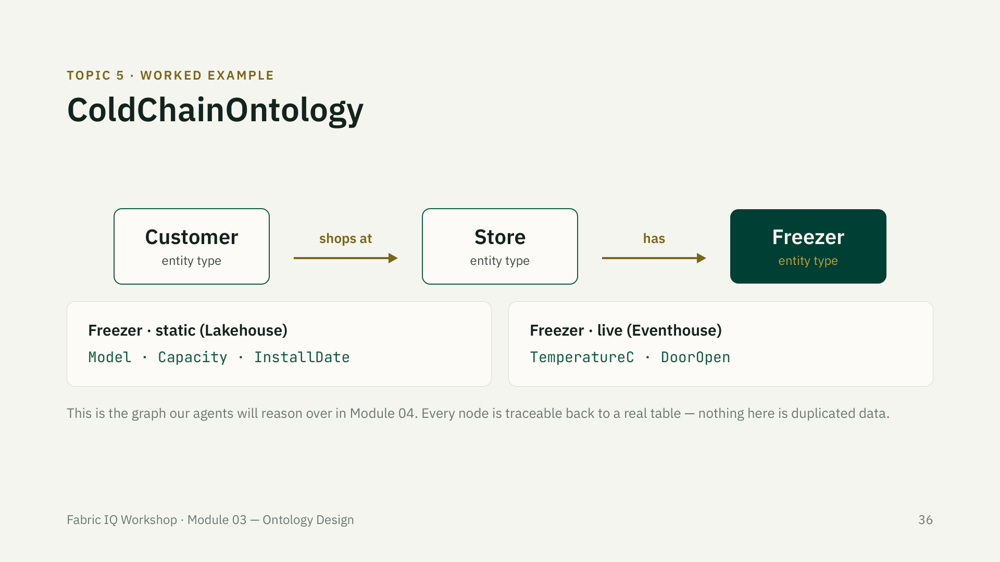 TOPIC 5 · WORKED EXAMPLE
ColdChainOntology
Customer
entity type
shops at
Store
entity type
has
Freezer
entity type
Freezer · static (Lakehouse)
Model · Capacity · InstallDate
Freezer · live (Eventhouse)
TemperatureC · DoorOpen
This is the graph our agents will reason over in Module 04. Every node is traceable back to a real table — nothing here is duplicated data.
Fabric IQ Workshop · Module 03 — Ontology Design
36